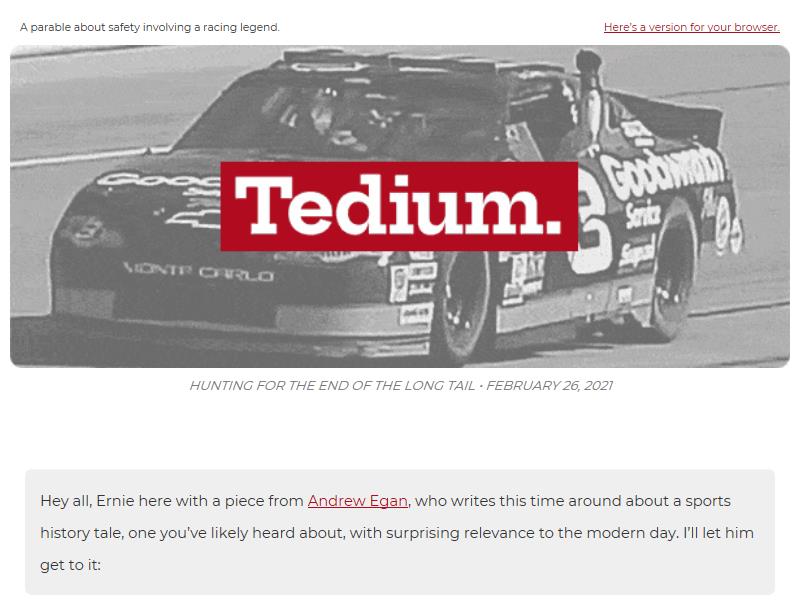 A parable about safety involving a racing legend.
Here's a version for your browser.
Goodwrench
Service
Tedium.
MONTE CARLO
HUNTING FOR THE END OF THE LONG TAIL • FEBRUARY 26, 2021
Hey all, Ernie here with a piece from Andrew Egan, who writes this time around about a sports
history tale, one you've likely heard about, with surprising relevance to the modern day. I'll let him
get to it: